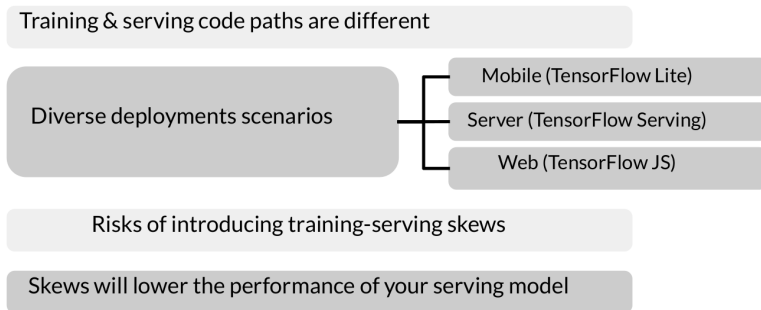 Training & serving code paths are different
Diverse deployments scenarios
Mobile (TensorFlow Lite)
Server (TensorFlow Serving)
Web (TensorFlow JS)
Risks of introducing training-serving skews
Skews will lower the performance of your serving model